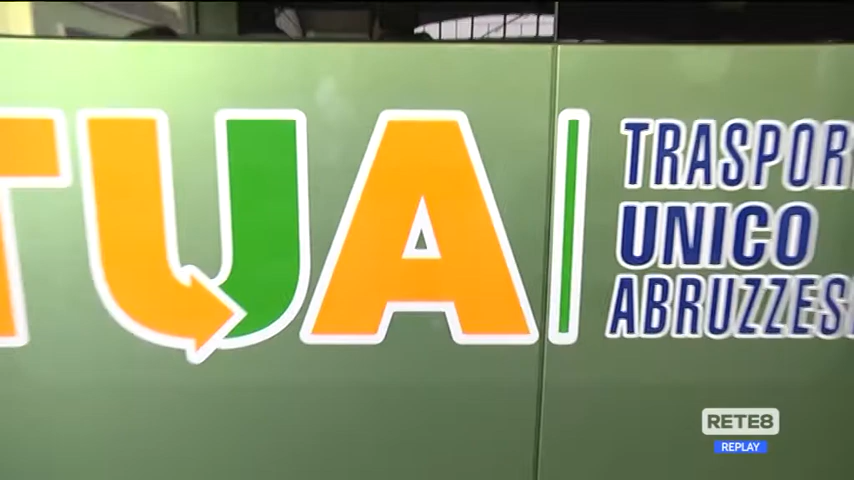 TUA
TRASPOR
UNICO
ABRUZZES
RETE8
REPLAY